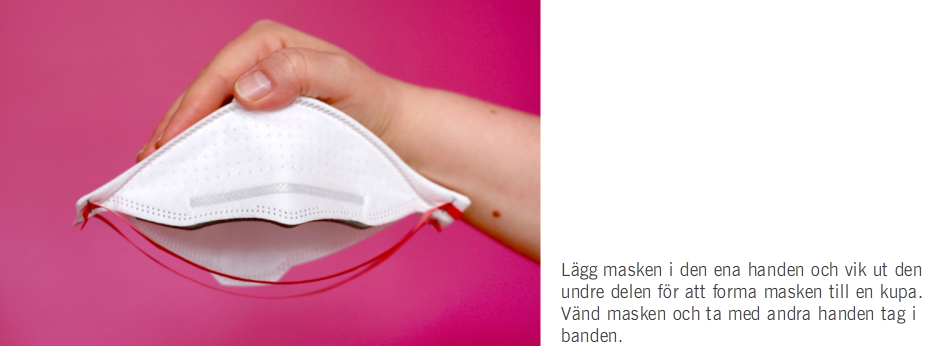 Lägg masken i den ena handen och vik ut den
undre delen för att forma masken till en kupa.
Vänd masken och ta med andra handen tag i
banden.